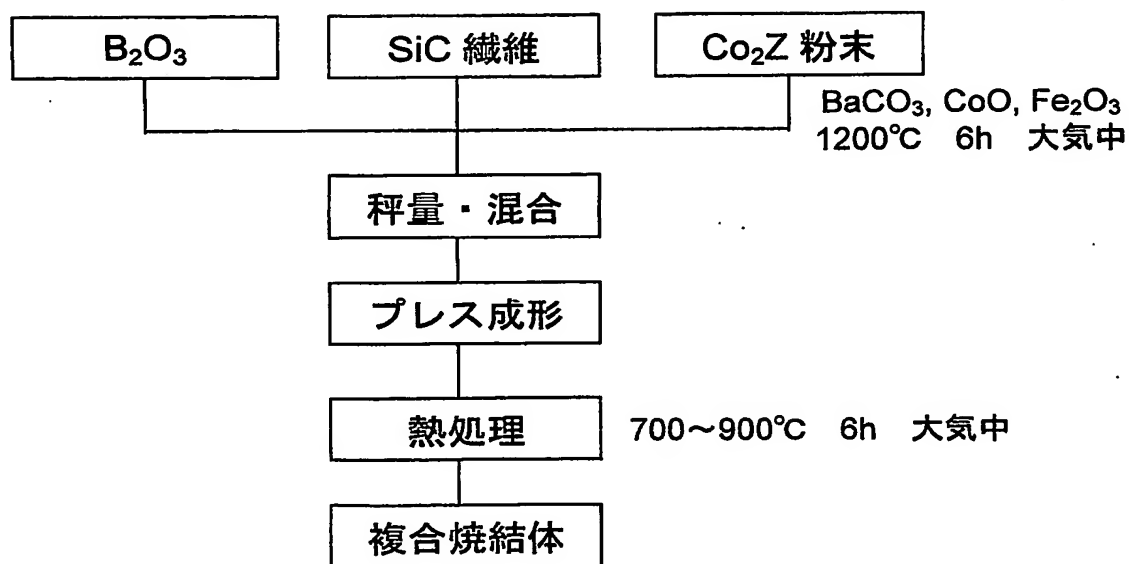 B₂O₃
SiC 繊維
Co₂Z 粉末
BaCO₃, CoO, Fe₂O₃
1200℃ 6h 大気中
秤量・混合
プレス成形
熱処理
700～900℃ 6h 大気中
複合焼結体